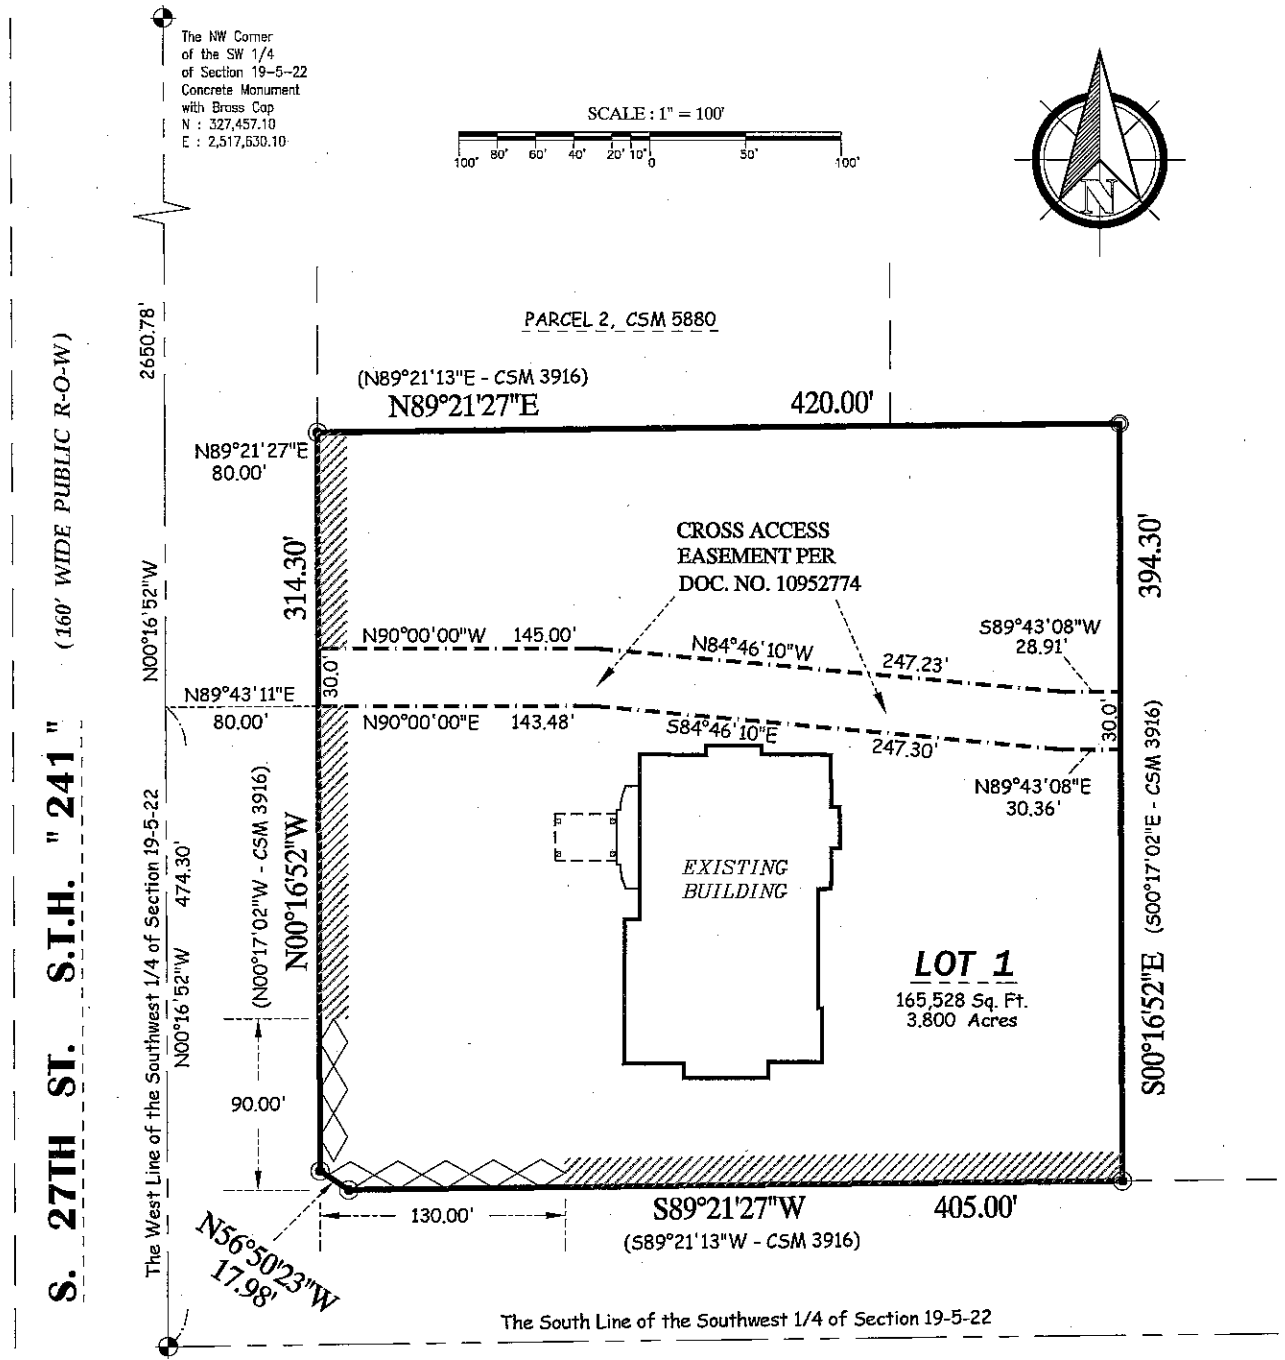 The NW Corner
of the SW 1/4
of Section 19-5-22
Concrete Monument
with Brass Cap
N : 327,457.10
E : 2,517,630.10
SCALE : 1" = 100'
100' 80' 60' 40' 20' 10' 0 50' 100'
N
2650.78'
N00°16'52"W
(160' WIDE PUBLIC R-O-W)
S. 27TH ST. S.T.H. "241"
PARCEL 2, CSM 5880
(N89°21'13"E - CSM 3916)
N89°21'27"E 420.00'
N89°21'27"E
80.00'
314.30'
394.30'
CROSS ACCESS
EASEMENT PER
DOC. NO. 10952774
N90°00'00"W 145.00'
N84°46'10"W 247.23'
S89°43'08"W
28.91'
30.0'
N89°43'11"E
80.00'
N90°00'00"E 143.48'
S84°46'10"E 247.30'
30.0'
N89°43'08"E
30.36'
(N00°17'02"W - CSM 3916)
N00°16'52"W
S00°16'52"E (S00°17'02"E - CSM 3916)
The West Line of the Southwest 1/4 of Section 19-5-22
N00°16'52"W 474.30'
EXISTING
BUILDING
LOT 1
165,528 Sq. Ft.
3.800 Acres
90.00'
130.00'
S89°21'27"W 405.00'
(S89°21'13"W - CSM 3916)
N56°50'23"W
17.98'
The South Line of the Southwest 1/4 of Section 19-5-22